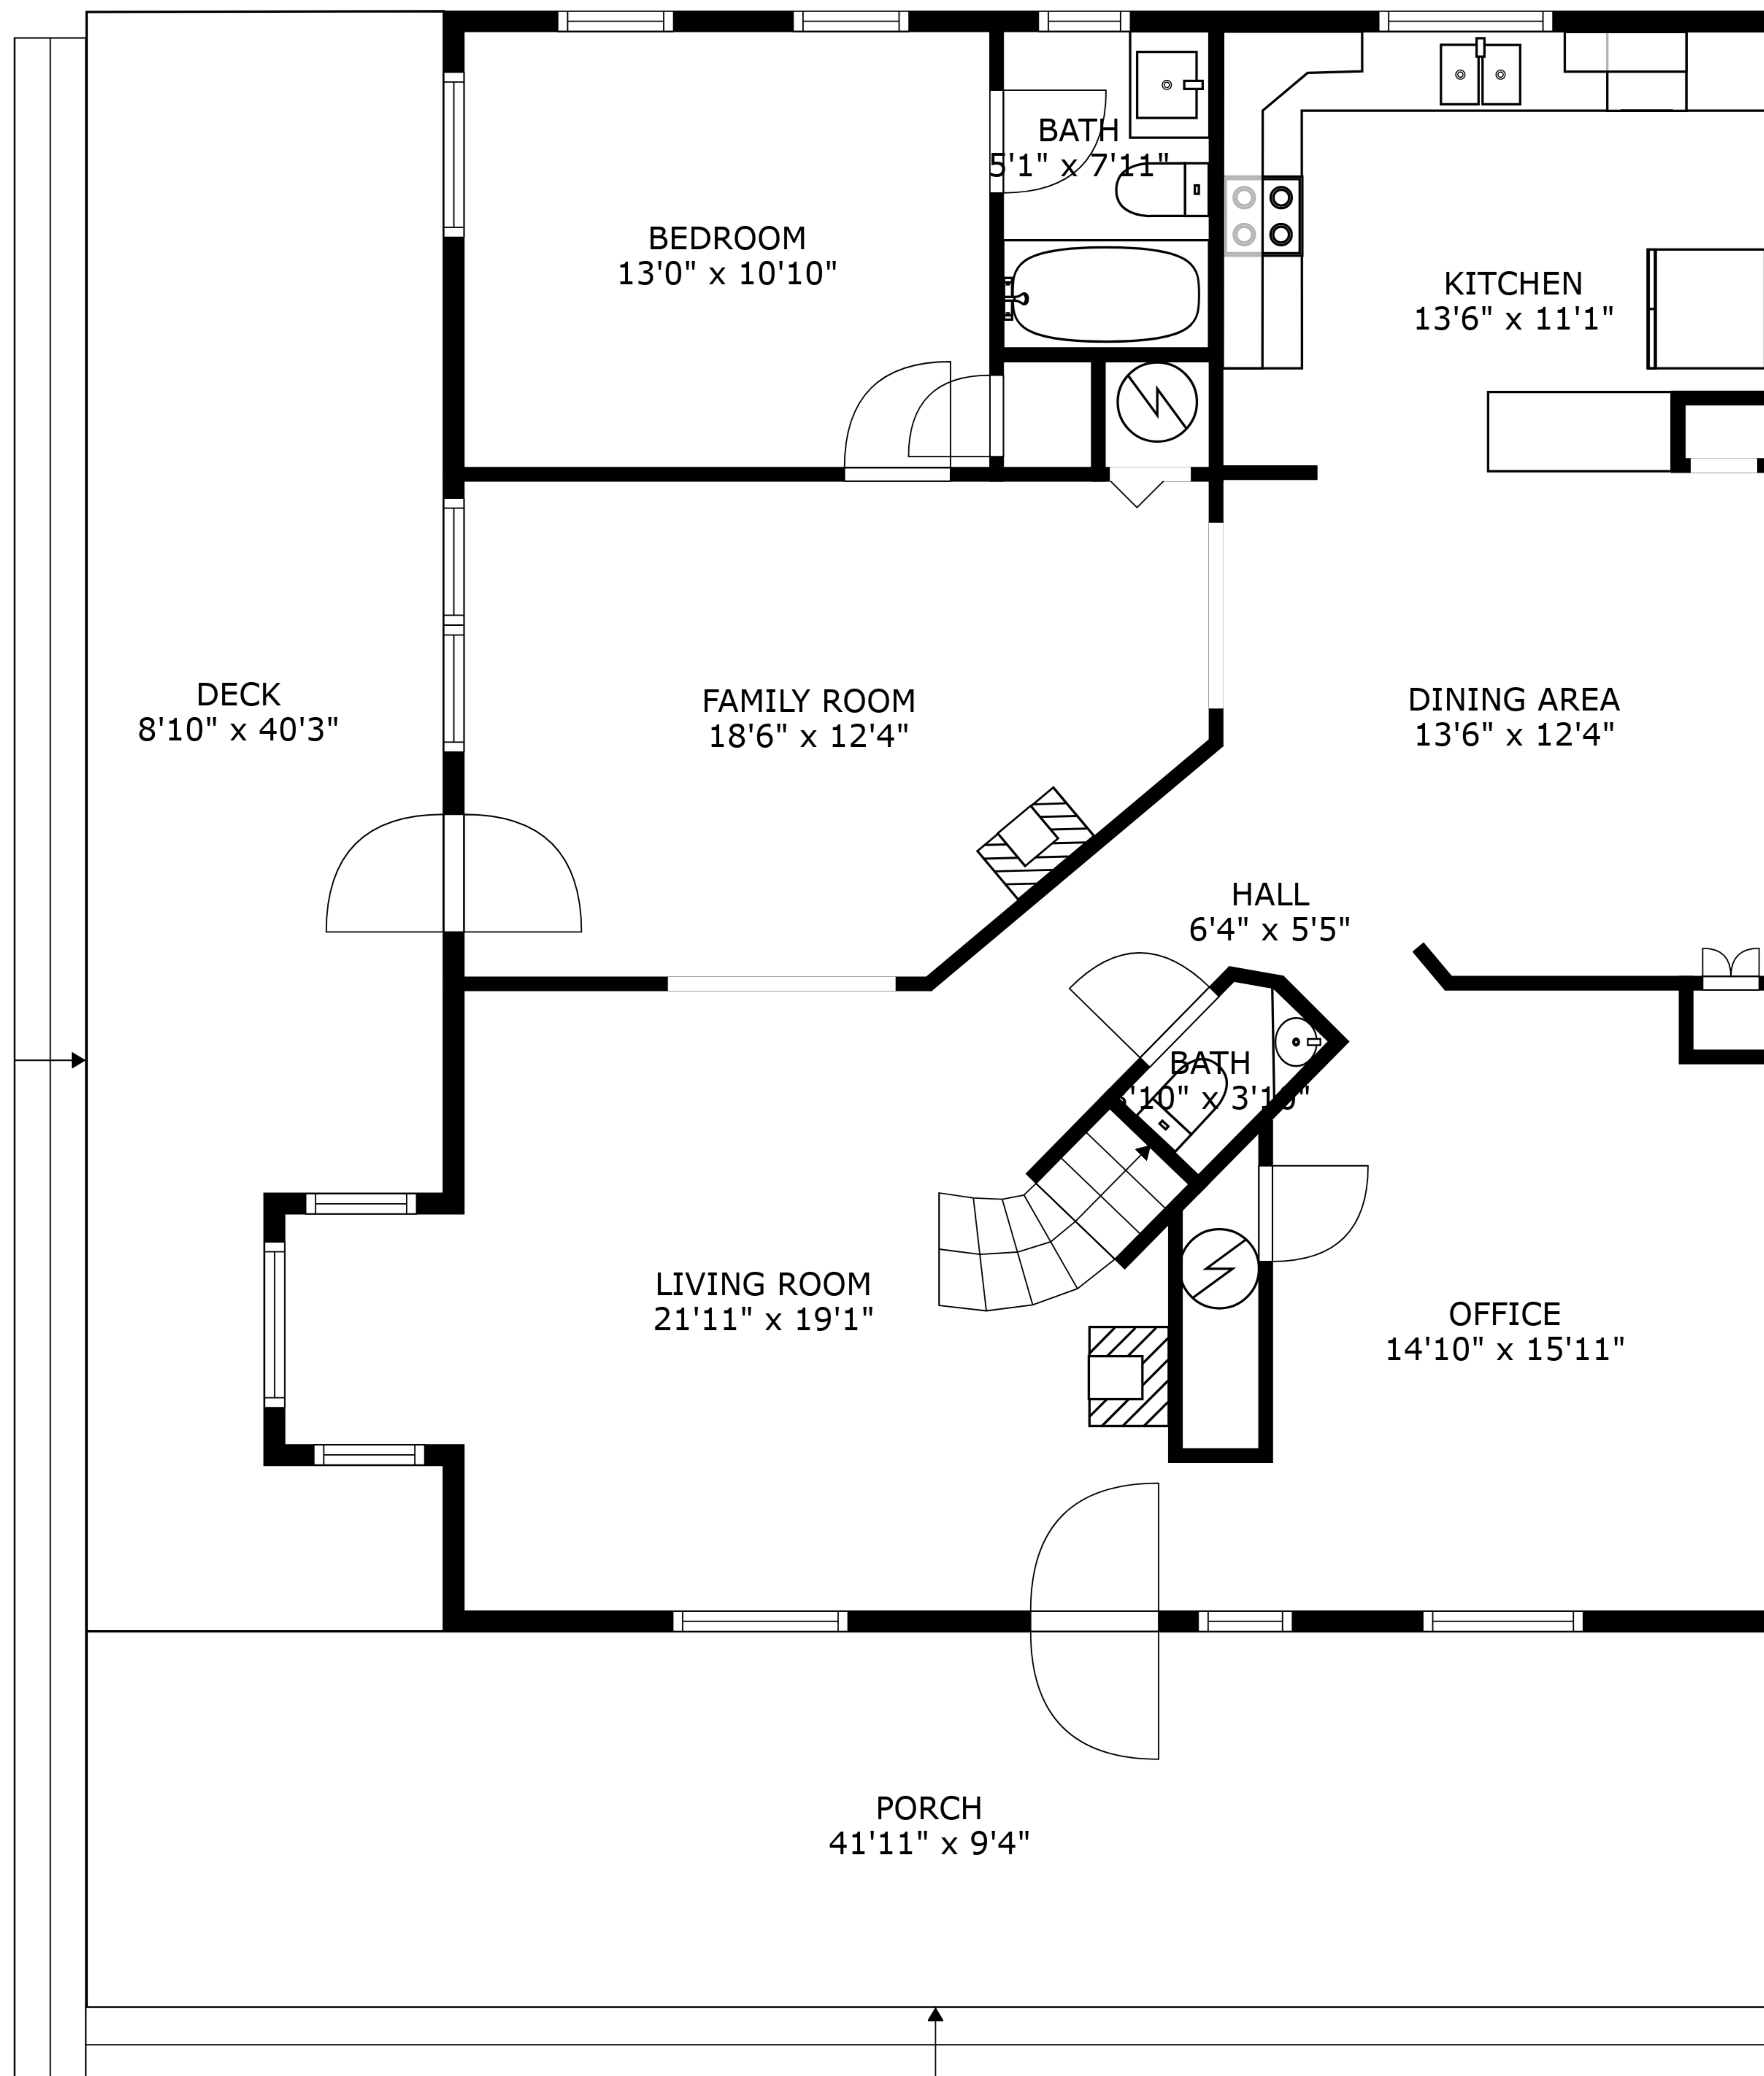 BATH
5'1" x 7'11"
BEDROOM
13'0" x 10'10"
KITCHEN
13'6" x 11'1"
DECK
8'10" x 40'3"
FAMILY ROOM
18'6" x 12'4"
DINING AREA
13'6" x 12'4"
HALL
6'4" x 5'5"
BATH
x
LIVING ROOM
21'11" x 19'1"
OFFICE
14'10" x 15'11"
PORCH
41'11" x 9'4"